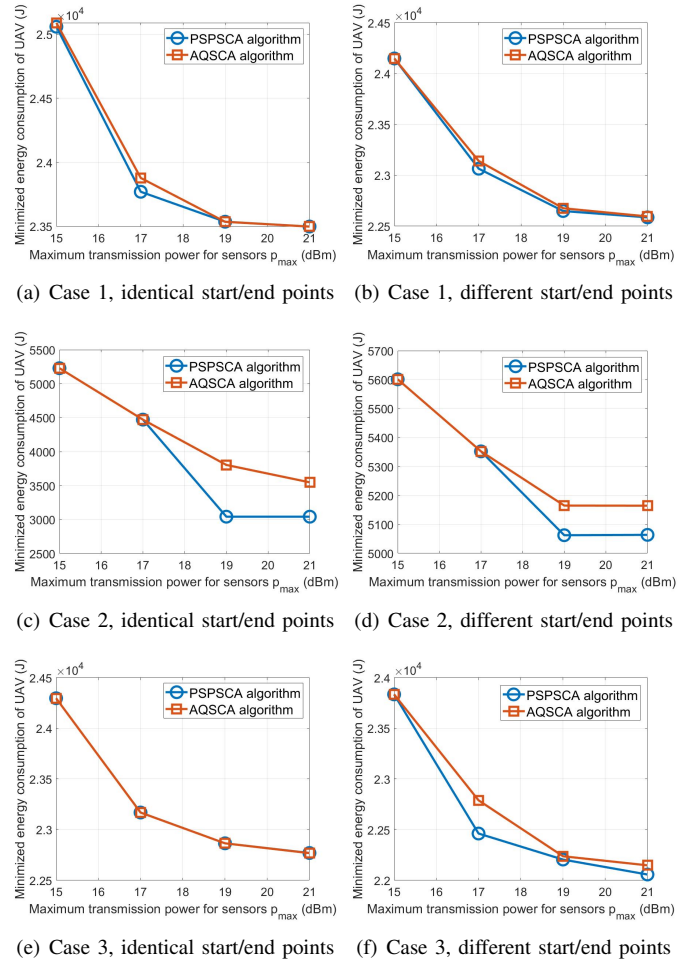 ×10⁴
×10⁴
Minimized energy consumption of UAV (J)
2.5
2.45
2.4
2.35
PSPSCA algorithm
AQSCA algorithm
15 16 17 18 19 20 21
Maximum transmission power for sensors p_max (dBm)
Minimized energy consumption of UAV (J)
2.45
2.4
2.35
2.3
2.25
PSPSCA algorithm
AQSCA algorithm
15 16 17 18 19 20 21
Maximum transmission power for sensors p_max (dBm)
(a) Case 1, identical start/end points
(b) Case 1, different start/end points
Minimized energy consumption of UAV (J)
5500
5000
4500
4000
3500
3000
2500
PSPSCA algorithm
AQSCA algorithm
15 16 17 18 19 20 21
Maximum transmission power for sensors p_max (dBm)
Minimized energy consumption of UAV (J)
5700
5600
5500
5400
5300
5200
5100
5000
PSPSCA algorithm
AQSCA algorithm
15 16 17 18 19 20 21
Maximum transmission power for sensors p_max (dBm)
(c) Case 2, identical start/end points
(d) Case 2, different start/end points
×10⁴
Minimized energy consumption of UAV (J)
2.45
2.4
2.35
2.3
2.25
PSPSCA algorithm
AQSCA algorithm
15 16 17 18 19 20 21
Maximum transmission power for sensors p_max (dBm)
×10⁴
Minimized energy consumption of UAV (J)
2.4
2.35
2.3
2.25
2.2
PSPSCA algorithm
AQSCA algorithm
15 16 17 18 19 20 21
Maximum transmission power for sensors p_max (dBm)
(e) Case 3, identical start/end points
(f) Case 3, different start/end points